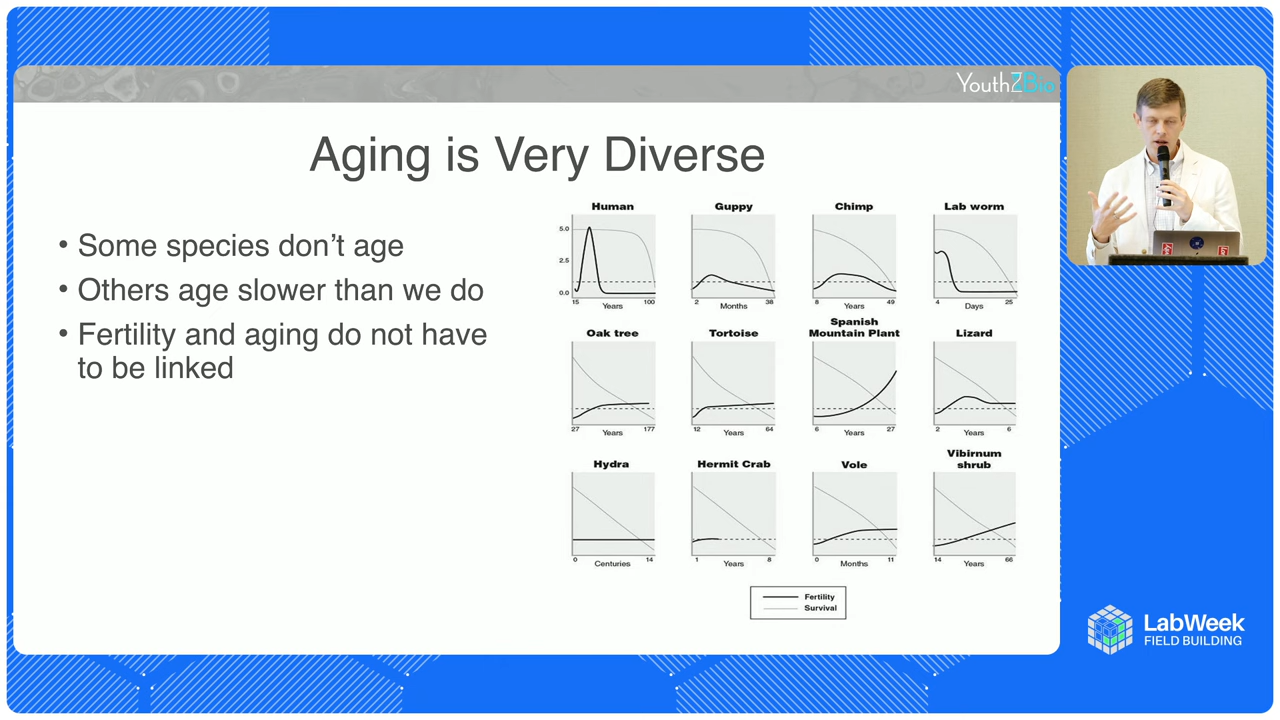 YouthBio
Aging is Very Diverse
• Some species don’t age
• Others age slower than we do
• Fertility and aging do not have
to be linked
Human
5.0
2.5
0.0
15 Years 100
Guppy
2 Months 38
Chimp
8 Years 49
Lab worm
4 Days 25
Oak tree
27 Years 177
Tortoise
12 Years 64
Spanish
Mountain Plant
6 Years 27
Lizard
2 Years 6
Hydra
0 Centuries 14
Hermit Crab
1 Years 8
Vole
0 Months 11
Vibirnum
shrub
14 Years 66
Fertility
Survival
LabWeek
FIELD BUILDING